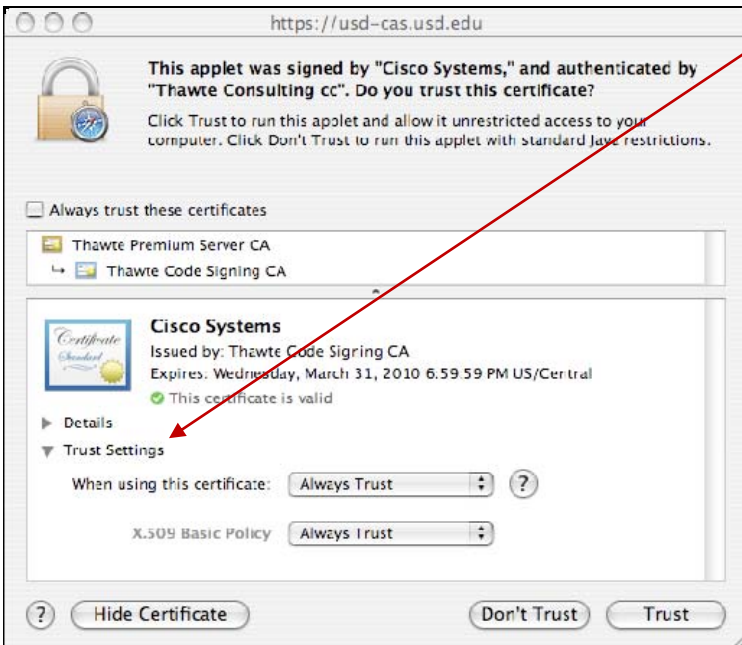 https://usd-cas.usd.edu
This applet was signed by "Cisco Systems," and authenticated by
"Thawte Consulting cc". Do you trust this certificate?
Click Trust to run this applet and allow it unrestricted access to your
computer. Click Don't Trust to run this applet with standard Java restrictions.
Always trust these certificates
Thawte Premium Server CA
Thawte Code Signing CA
Certificate
Standard
Cisco Systems
Issued by: Thawte Code Signing CA
Expires: Wednesday, March 31, 2010 6:59:59 PM US/Central
This certificate is valid
Details
Trust Settings
When using this certificate: Always Trust ?
X.509 Basic Policy Always Trust
? Hide Certificate Don't Trust Trust